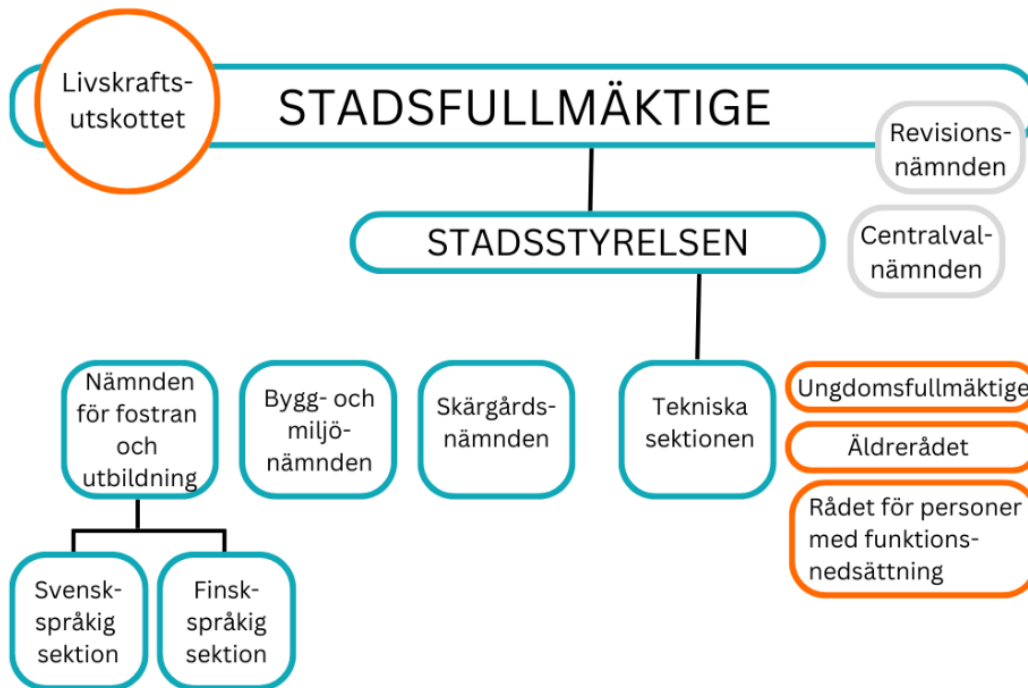 Livskrafts-
utskottet
STADSFULLMÄKTIGE
Revisions-
nämnden
STADSSTYRELSEN
Centralval-
nämnden
Nämnden
för fostran
och
utbildning
Bygg- och
miljö-
nämnden
Skärgårds-
nämnden
Tekniska
sektionen
Ungdomsfullmäktige
Äldrerådet
Rådet för personer
med funktions-
nedsättning
Svensk-
språkig
sektion
Finsk-
språkig
sektion